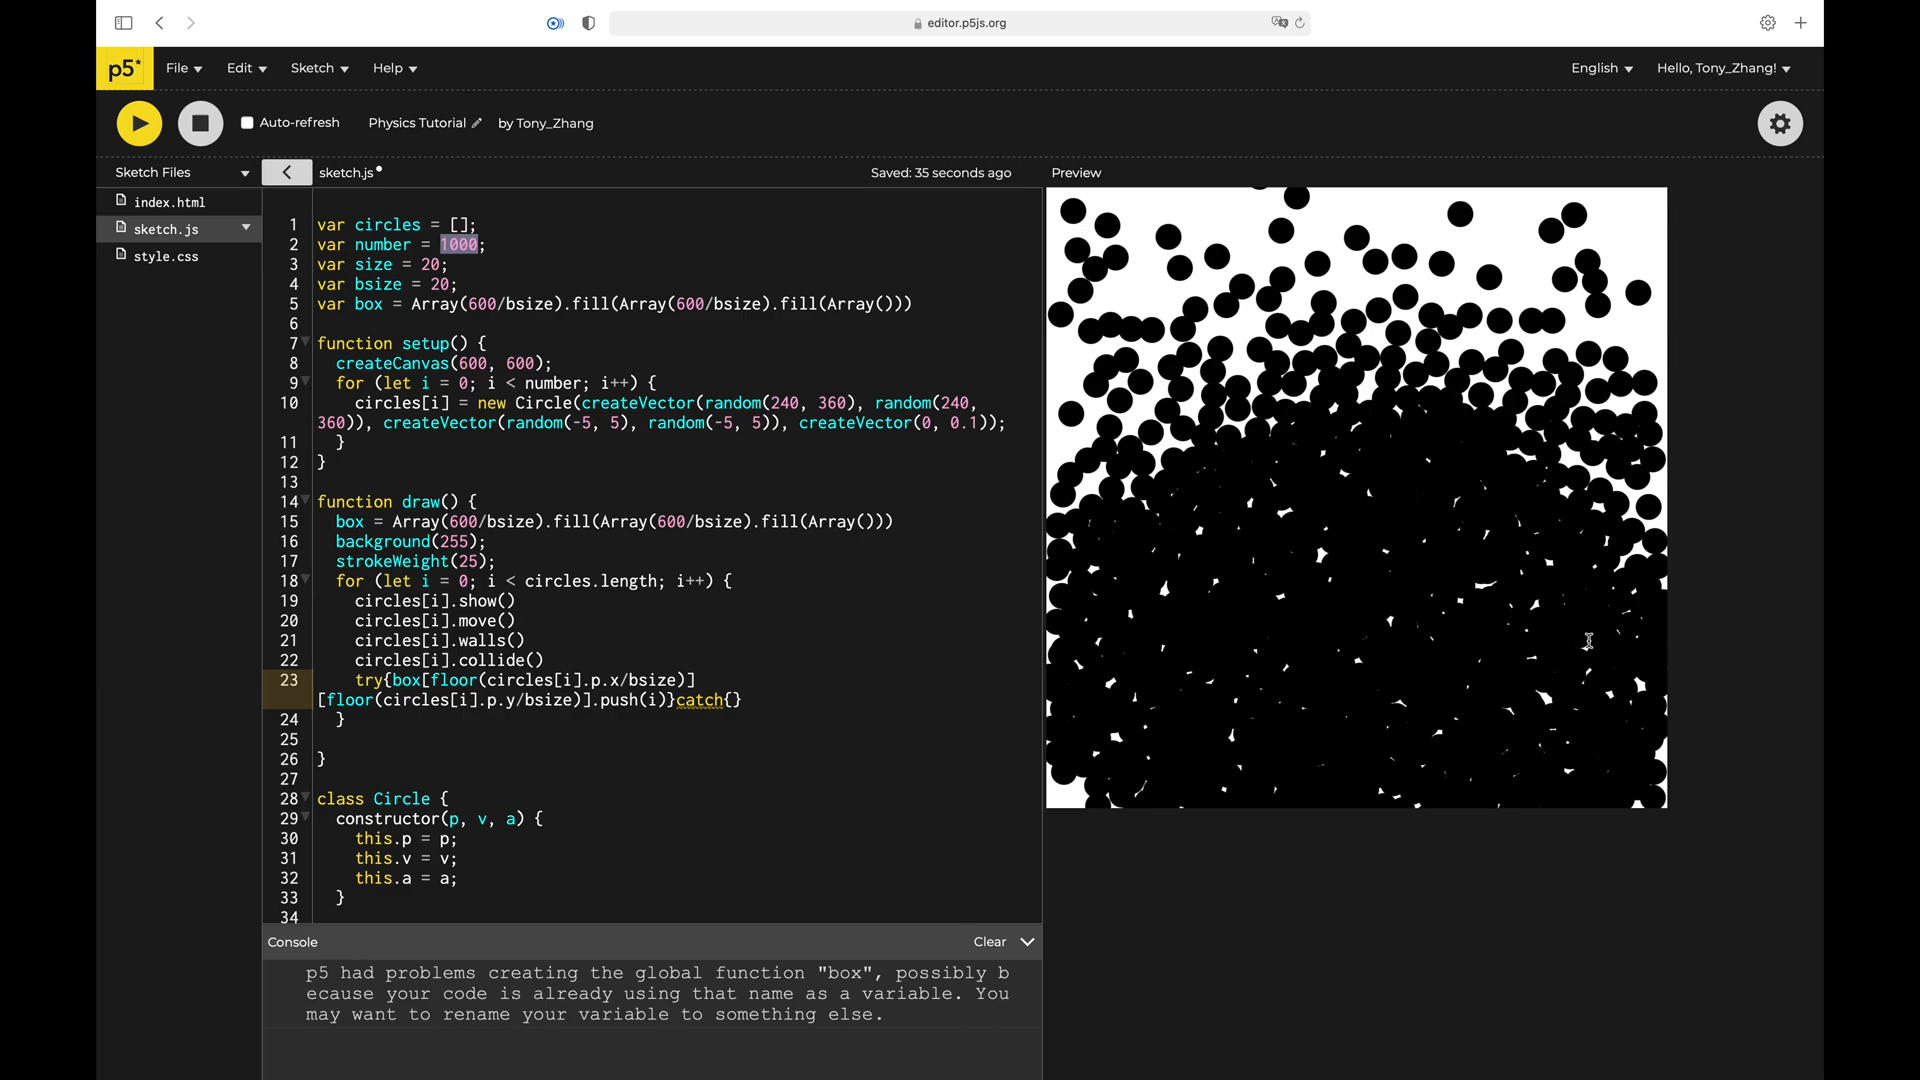 editor.p5js.org
p5*
File
Edit
Sketch
Help
English
Hello, Tony_Zhang!
Auto-refresh
Physics Tutorial
by Tony_Zhang
Sketch Files
sketch.js
Saved: 35 seconds ago
Preview
index.html
sketch.js
style.css
1 var circles = [];
2 var number = 1000;
3 var size = 20;
4 var bsize = 20;
5 var box = Array(600/bsize).fill(Array(600/bsize).fill(Array()))
6
7 function setup() {
8 createCanvas(600, 600);
9 for (let i = 0; i < number; i++) {
10 circles[i] = new Circle(createVector(random(240, 360), random(240,
360)), createVector(random(-5, 5), random(-5, 5)), createVector(0, 0.1));
11 }
12 }
13
14 function draw() {
15 box = Array(600/bsize).fill(Array(600/bsize).fill(Array()))
16 background(255);
17 strokeWeight(25);
18 for (let i = 0; i < circles.length; i++) {
19 circles[i].show()
20 circles[i].move()
21 circles[i].walls()
22 circles[i].collide()
23 try{box[floor(circles[i].p.x/bsize)]
[floor(circles[i].p.y/bsize)].push(i)}catch{}
24 }
25
26 }
27
28 class Circle {
29 constructor(p, v, a) {
30 this.p = p;
31 this.v = v;
32 this.a = a;
33 }
34
Console
Clear
p5 had problems creating the global function "box", possibly b
ecause your code is already using that name as a variable. You
may want to rename your variable to something else.